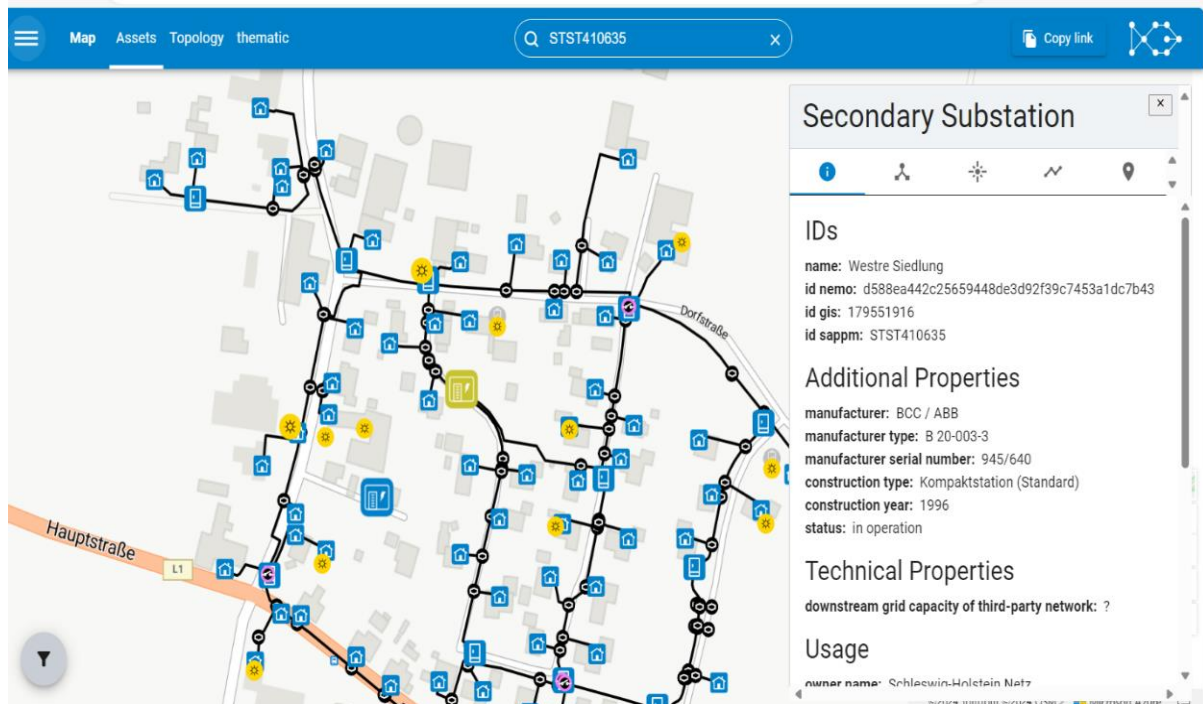 Map Assets Topology thematic STST410635 x Copy link
Secondary Substation x
IDs
name: Westre Siedlung
id nemo: d588ea442c25659448de3d92f39c7453a1dc7b43
id gis: 179551916
id sappm: STST410635
Additional Properties
manufacturer: BCC / ABB
manufacturer type: B 20-003-3
manufacturer serial number: 945/640
construction type: Kompaktstation (Standard)
construction year: 1996
status: in operation
Technical Properties
downstream grid capacity of third-party network: ?
Usage
owner name: Schleswig-Holstein Netz
Dorfstraße
Hauptstraße
L1
Microsoft Azure